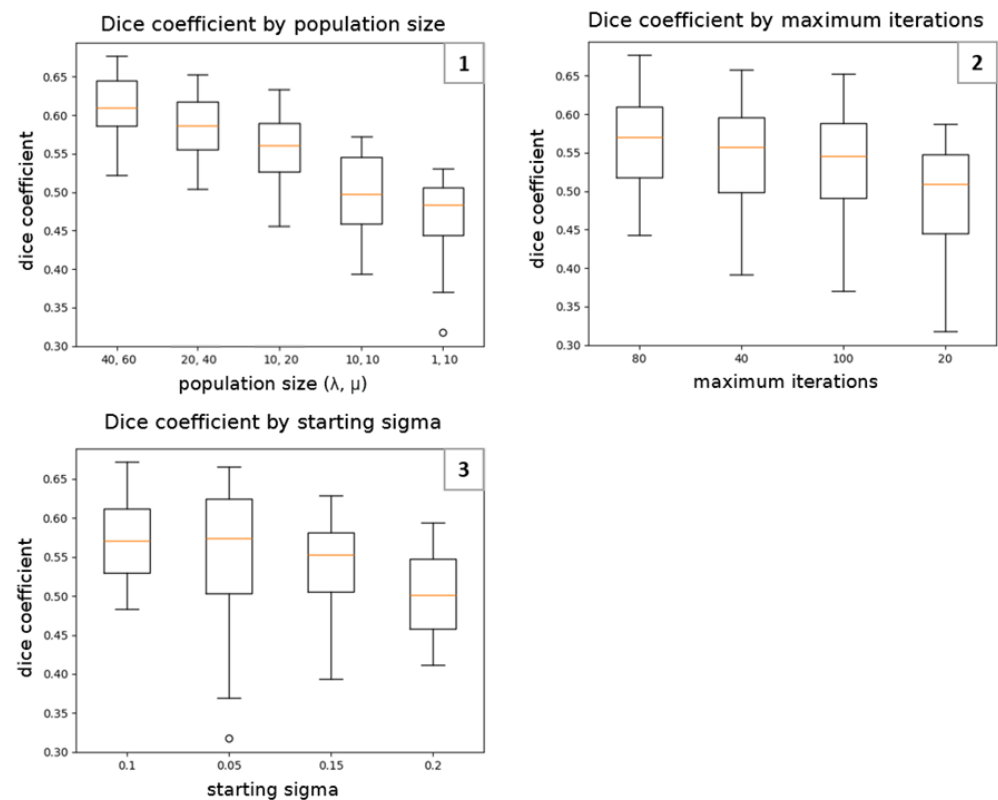 Dice coefficient by population size
1
dice coefficient
0.65
0.60
0.55
0.50
0.45
0.40
0.35
0.30
40, 60 20, 40 10, 20 10, 10 1, 10
population size (λ, μ)
Dice coefficient by maximum iterations
2
dice coefficient
0.65
0.60
0.55
0.50
0.45
0.40
0.35
0.30
80 40 100 20
maximum iterations
Dice coefficient by starting sigma
3
dice coefficient
0.65
0.60
0.55
0.50
0.45
0.40
0.35
0.30
0.1 0.05 0.15 0.2
starting sigma